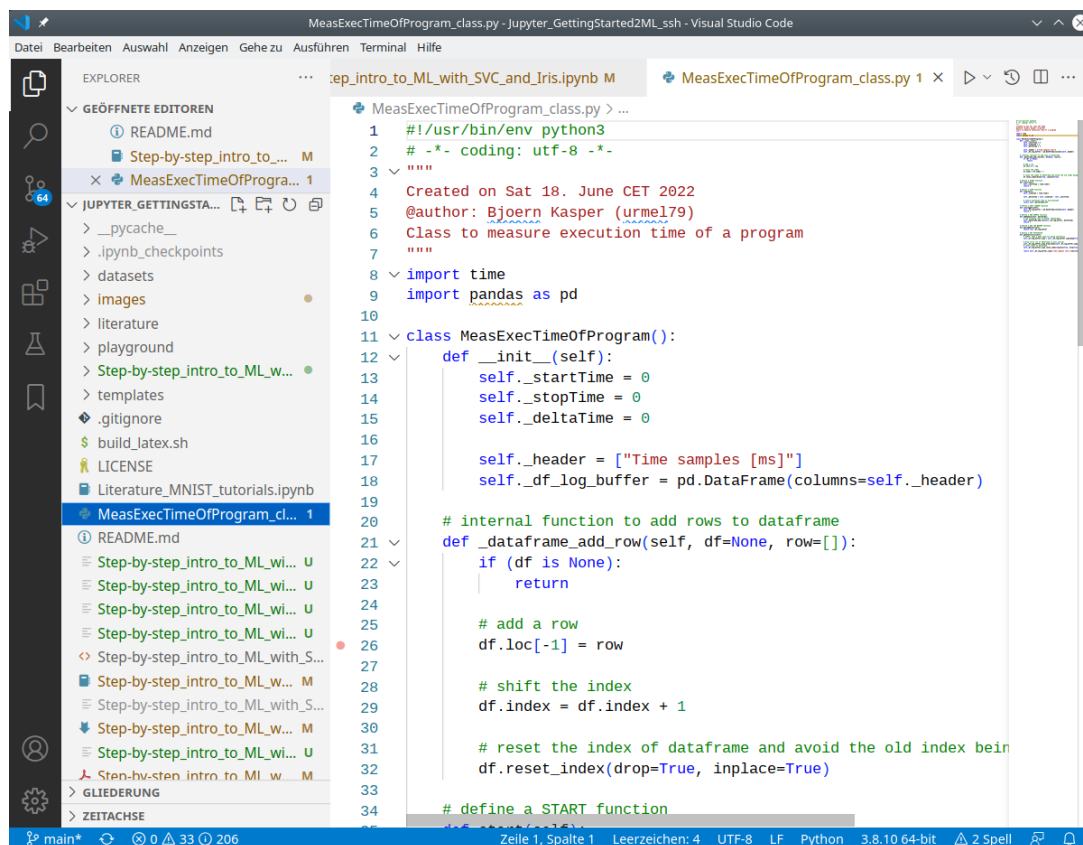 MeasExecTimeOfProgram_class.py - Jupyter_GettingStarted2ML_ssh - Visual Studio Code
Datei Bearbeiten Auswahl Anzeigen Gehe zu Ausführen Terminal Hilfe
EXPLORER
GEÖFFNETE EDITOREN
README.md
Step-by-step_intro_to_... M
MeasExecTimeOfProgra... 1
64
JUPYTER_GETTINGSTA...
__pycache__
.ipynb_checkpoints
datasets
images
literature
playground
Step-by-step_intro_to_ML_w...
templates
.gitignore
build_latex.sh
LICENSE
Literature_MNIST_tutorials.ipynb
MeasExecTimeOfProgram_cl... 1
README.md
Step-by-step_intro_to_ML_wi... U
Step-by-step_intro_to_ML_wi... U
Step-by-step_intro_to_ML_wi... U
Step-by-step_intro_to_ML_wi... U
Step-by-step_intro_to_ML_with_S...
Step-by-step_intro_to_ML_wi... M
Step-by-step_intro_to_ML_with_S...
Step-by-step_intro_to_ML_w... M
Step-by-step_intro_to_ML_wi... U
Step-by-step_intro_to_ML_w... M
GLIEDERUNG
ZEITACHSE
tep_intro_to_ML_with_SVC_and_Iris.ipynb M
MeasExecTimeOfProgram_class.py 1
MeasExecTimeOfProgram_class.py > ...
1 #!/usr/bin/env python3
2 # -*- coding: utf-8 -*-
3 """
4 Created on Sat 18. June CET 2022
5 @author: Bjoern Kasper (urmel79)
6 Class to measure execution time of a program
7 """
8 import time
9 import pandas as pd
10
11 class MeasExecTimeOfProgram():
12 def __init__(self):
13 self._startTime = 0
14 self._stopTime = 0
15 self._deltaTime = 0
16
17 self._header = ["Time samples [ms]"]
18 self._df_log_buffer = pd.DataFrame(columns=self._header)
19
20 # internal function to add rows to dataframe
21 def _dataframe_add_row(self, df=None, row=[]):
22 if (df is None):
23 return
24
25 # add a row
26 df.loc[-1] = row
27
28 # shift the index
29 df.index = df.index + 1
30
31 # reset the index of dataframe and avoid the old index bein
32 df.reset_index(drop=True, inplace=True)
33
34 # define a START function
main* 0 33 206 Zeile 1, Spalte 1 Leerzeichen: 4 UTF-8 LF Python 3.8.10 64-bit 2 Spell